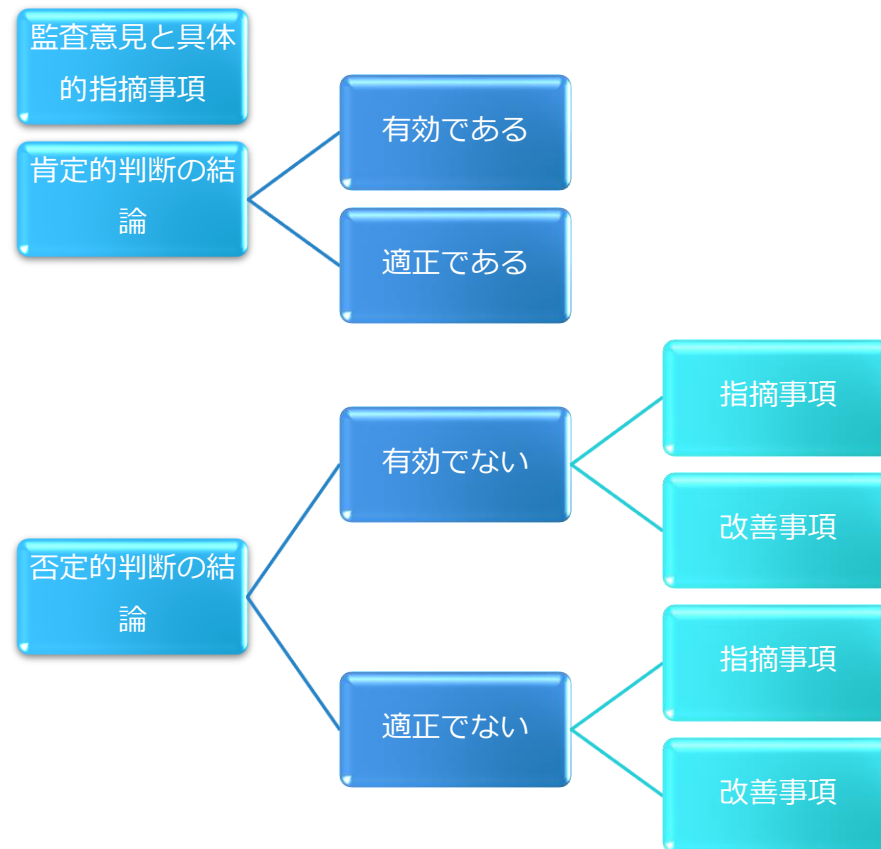 監査意見と具体
的指摘事項
肯定的判断の結
論
有効である
適正である
否定的判断の結
論
有効でない
指摘事項
改善事項
適正でない
指摘事項
改善事項